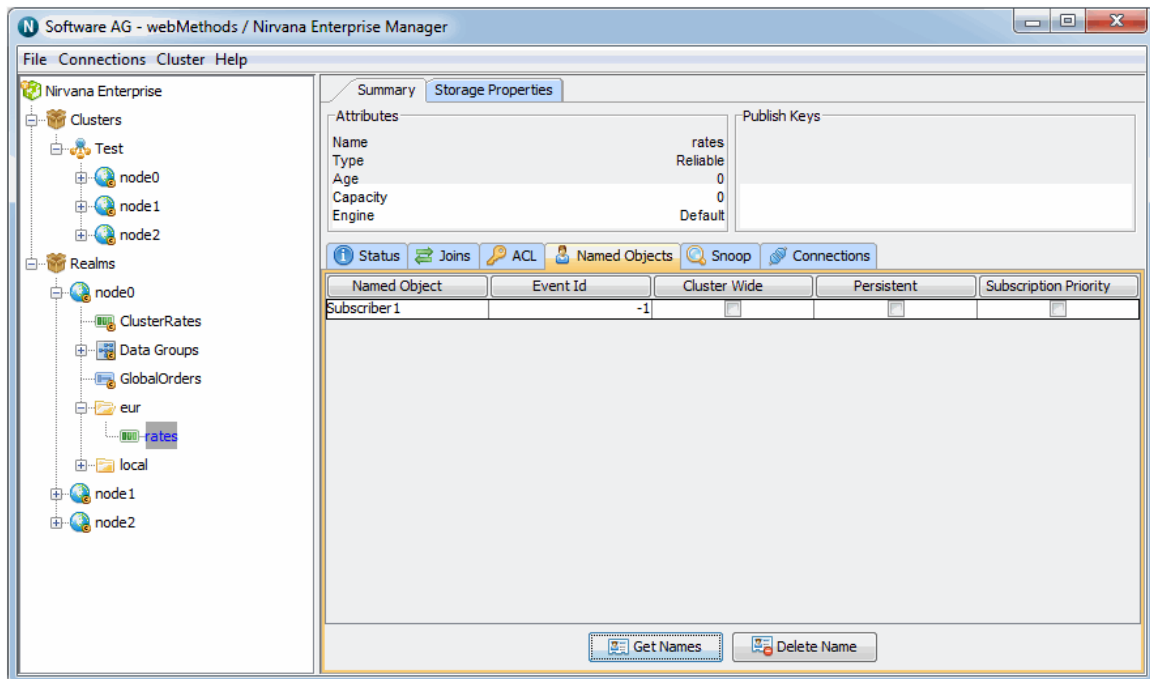 N Software AG - webMethods / Nirvana Enterprise Manager
File Connections Cluster Help
Nirvana Enterprise
Clusters
Test
node0
node1
node2
Realms
node0
ClusterRates
Data Groups
GlobalOrders
eur
rates
local
node1
node2
Summary Storage Properties
Attributes
Name rates
Type Reliable
Age 0
Capacity 0
Engine Default
Publish Keys
Status Joins ACL Named Objects Snoop Connections
Named Object Event Id Cluster Wide Persistent Subscription Priority
Subscriber1 -1
Get Names Delete Name